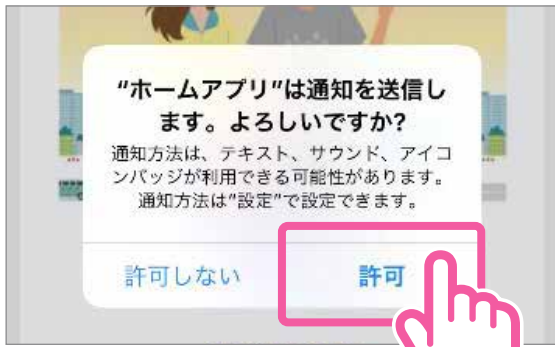 “ホームアプリ”は通知を送信し
ます。よろしいですか?
通知方法は、テキスト、サウンド、アイコ
ンバッジが利用できる可能性があります。
通知方法は“設定”で設定できます。
許可しない
許可